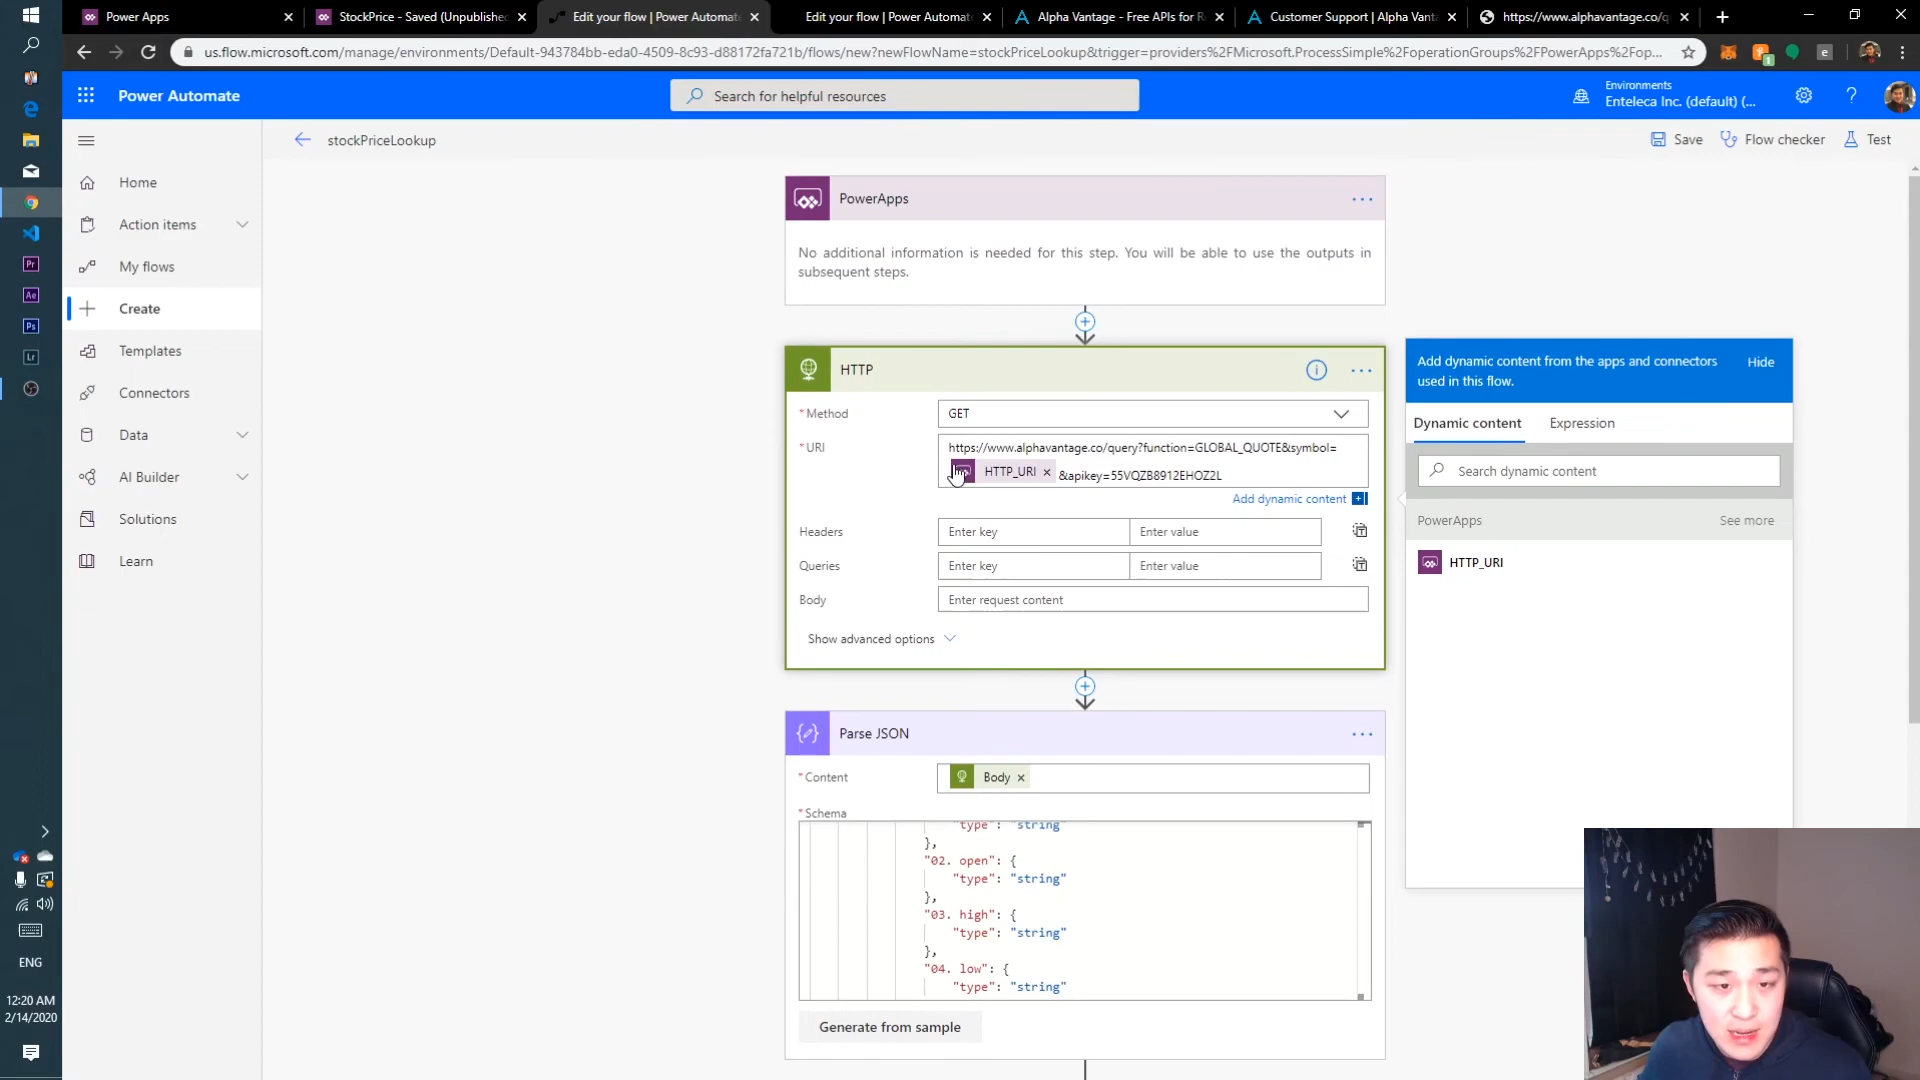 Power Apps
StockPrice - Saved (Unpublishe
Edit your flow | Power Automat
Edit your flow | Power Automat
Alpha Vantage - Free APIs for R
Customer Support | Alpha Vant
https://www.alphavantage.co/q
us.flow.microsoft.com/manage/environments/Default-943784bb-eda0-4509-8c93-d88172fa721b/flows/new?newFlowName=stockPriceLookup&trigger=providers%2FMicrosoft.ProcessSimple%2FoperationGroups%2FPowerApps%2Fop...
e
1
Power Automate
Search for helpful resources
Environments
Enteleca Inc. (default) (...
stockPriceLookup
Save
Flow checker
Test
Home
Action items
My flows
Create
Templates
Connectors
Data
AI Builder
Solutions
Learn
PowerApps
No additional information is needed for this step. You will be able to use the outputs in
subsequent steps.
HTTP
* Method
GET
* URI
https://www.alphavantage.co/query?function=GLOBAL_QUOTE&symbol=
HTTP_URI × &apikey=55VQZB8912EHOZ2L
Add dynamic content
Headers
Enter key
Enter value
Queries
Enter key
Enter value
Body
Enter request content
Show advanced options
Parse JSON
* Content
Body ×
* Schema
"type": "string"
},
"02. open": {
"type": "string"
},
"03. high": {
"type": "string"
},
"04. low": {
"type": "string"
Generate from sample
Add dynamic content from the apps and connectors
used in this flow.
Hide
Dynamic content
Expression
Search dynamic content
PowerApps
See more
HTTP_URI
Pr
Ae
Ps
Lr
ENG
12:20 AM
2/14/2020